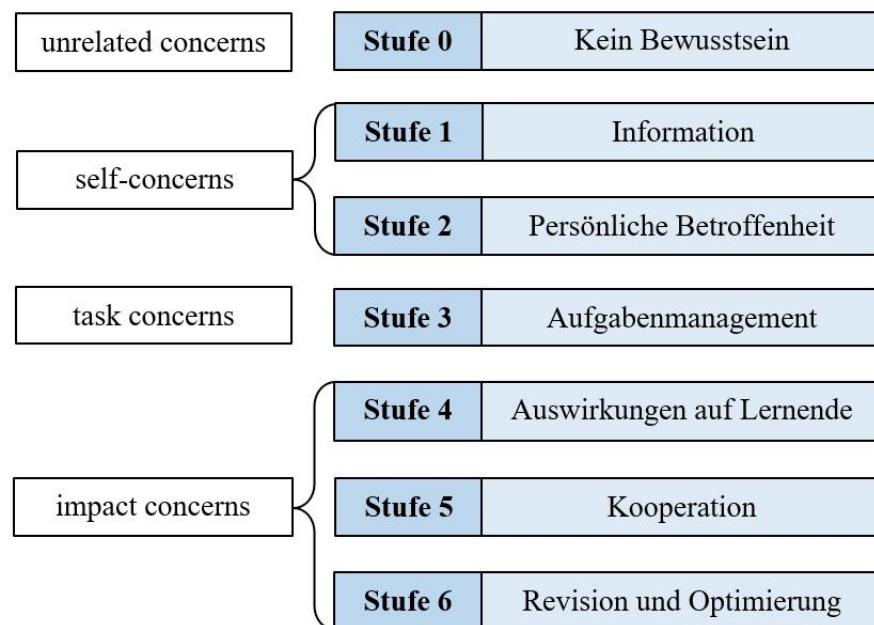 unrelated concerns
Stufe 0 Kein Bewusstsein
Stufe 1 Information
self-concerns
Stufe 2 Persönliche Betroffenheit
task concerns
Stufe 3 Aufgabenmanagement
Stufe 4 Auswirkungen auf Lernende
impact concerns
Stufe 5 Kooperation
Stufe 6 Revision und Optimierung